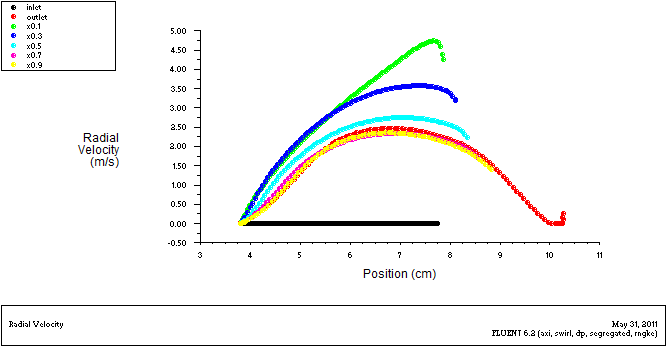 inlet
outlet
x0.1
x0.3
x0.5
x0.7
x0.9
5.00
4.50
4.00
3.50
3.00
2.50
2.00
1.50
1.00
0.50
0.00
-0.50
Radial
Velocity
(m/s)
3 4 5 6 7 8 9 10 11
Position (cm)
Radial Velocity
May 31, 2011
FLUENT 6.2 (axi, swirl, dp, segregated, rngke)